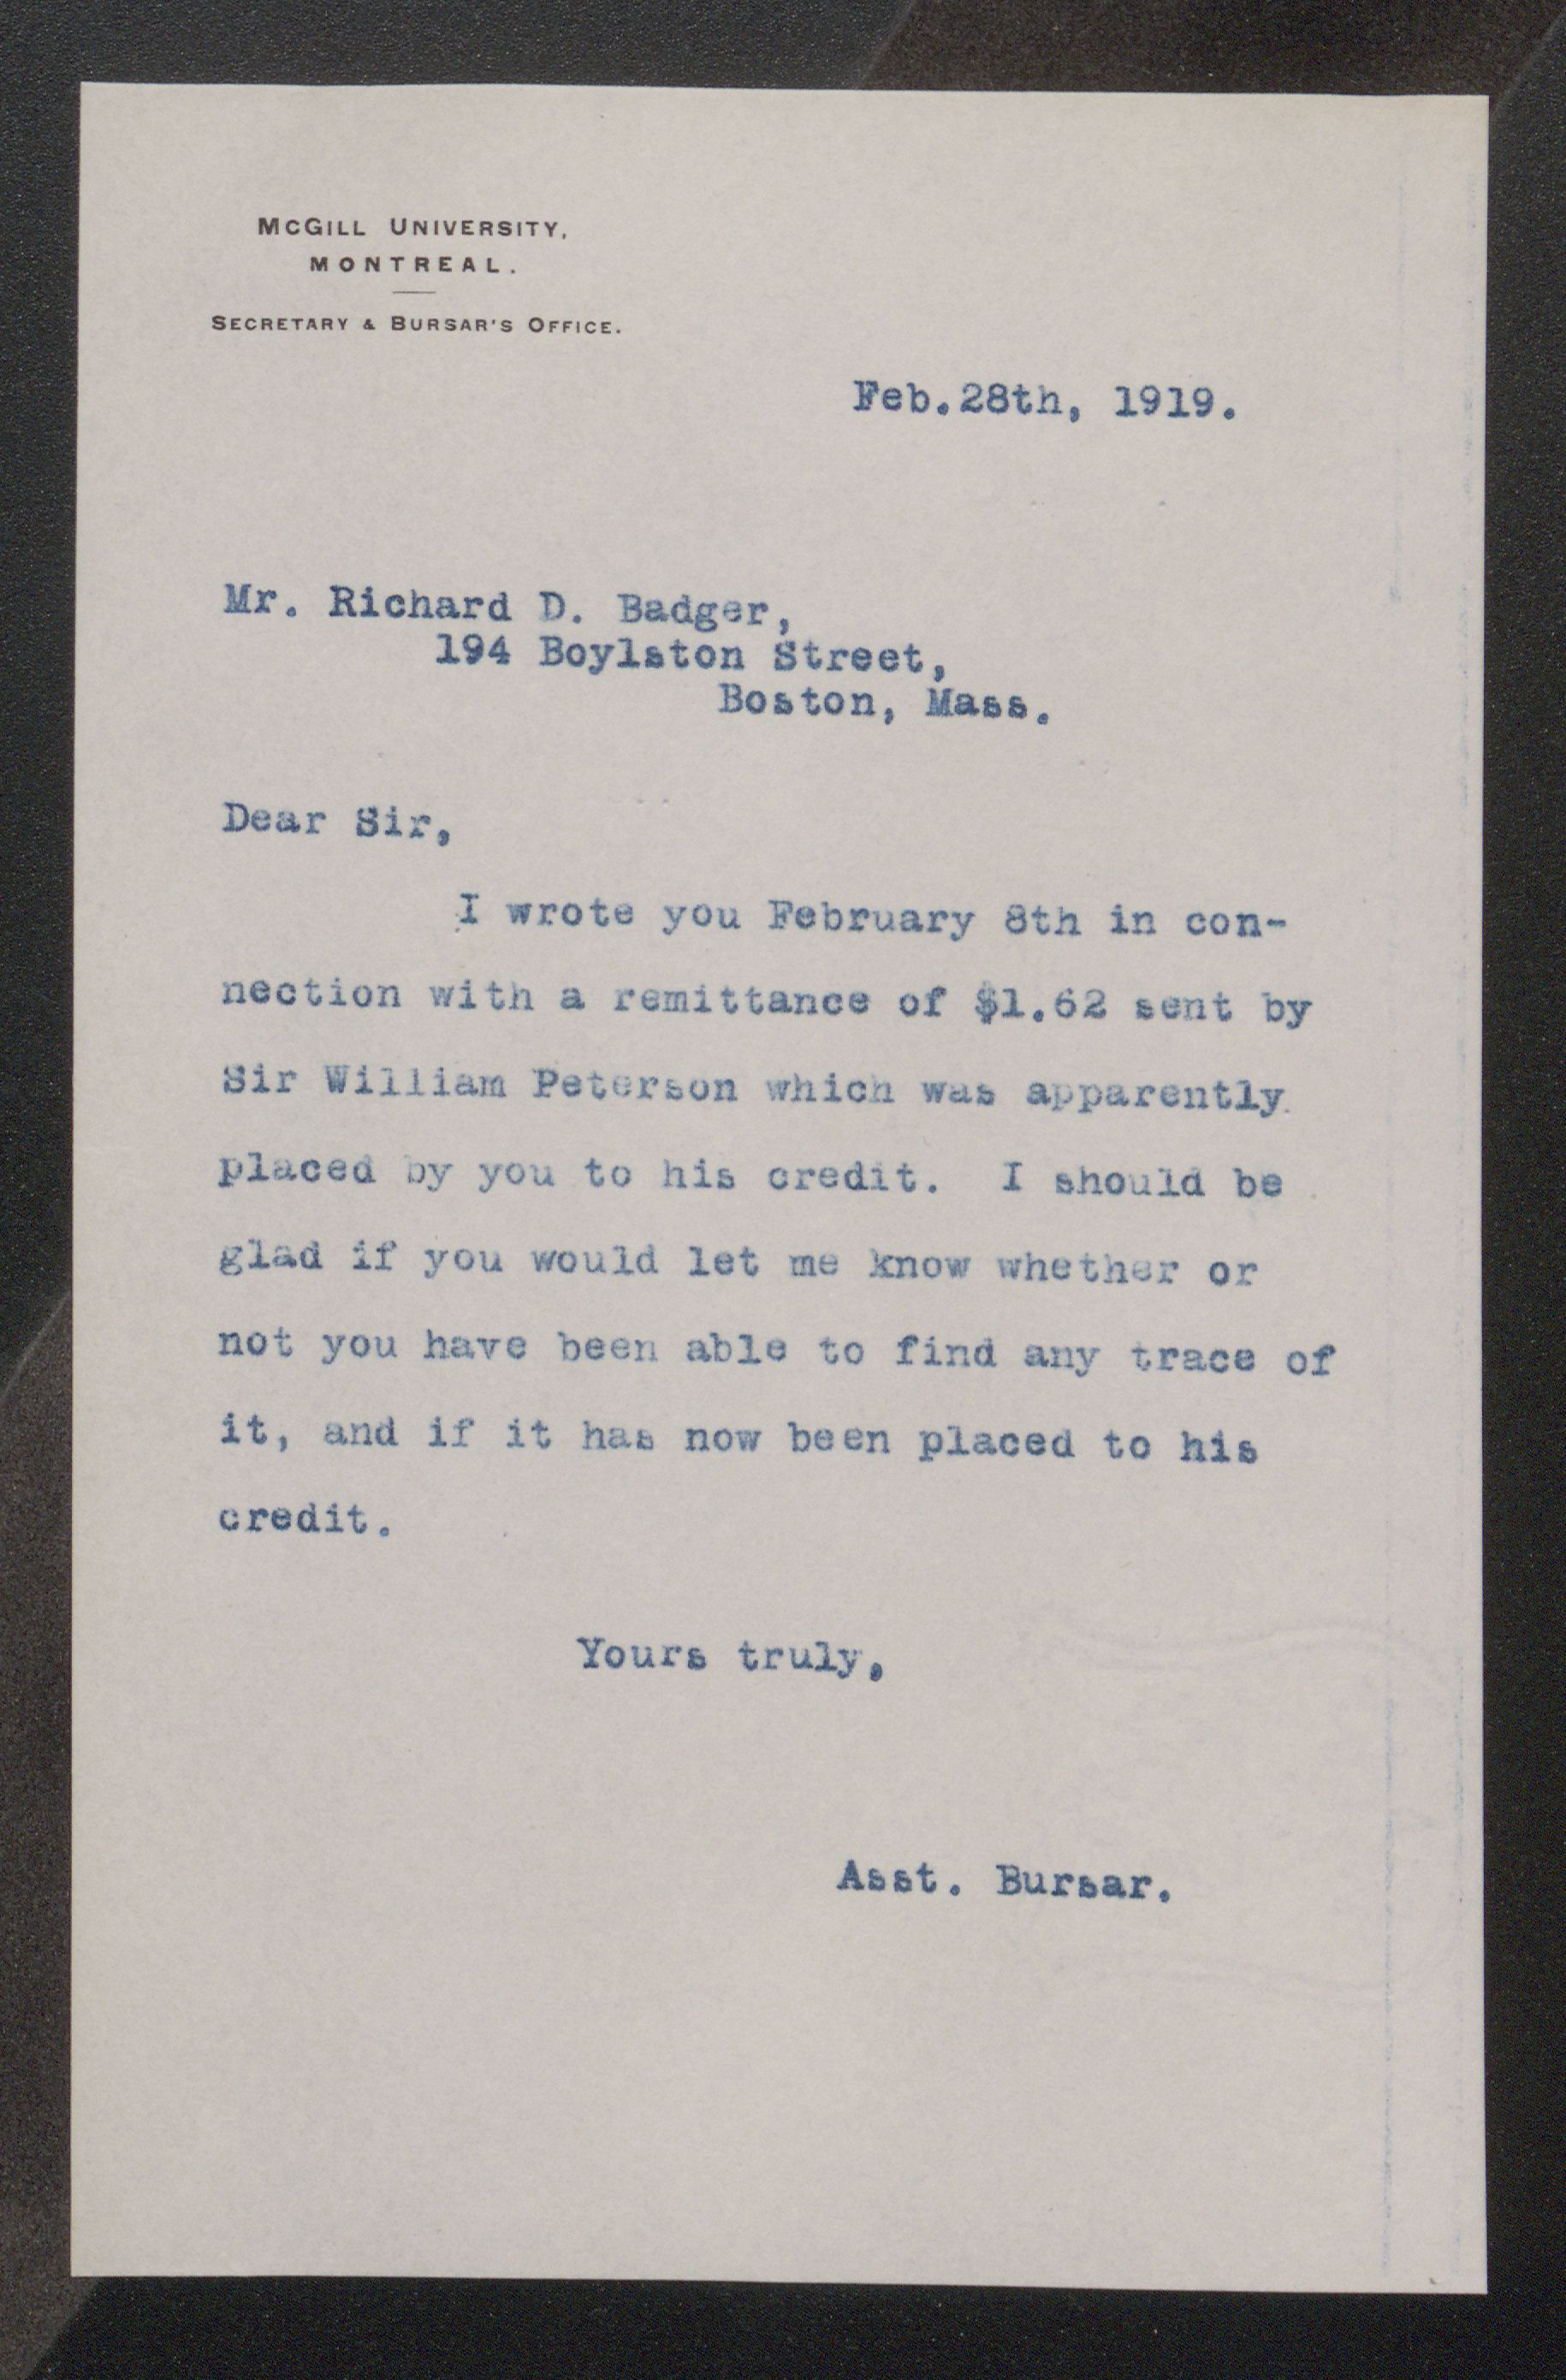 McGill University,
MONTREAL.
Secretary & Bursar's Office.
Feb.28th, 1919.
Mr. Richard D. Badger,
194 Boylston Street,
Boston, Mass.
Dear Sir,
I wrote you February 8th in con-
nection with a remittance of $1.62 sent by
Sir William Peterson which was apparently
placed by you to his credit.  I should be
glad if you would let me know whether or
not you have been able to find any trace of
it, and if it has now been placed to his
credit.
Yours truly,
Asst. Bursar.